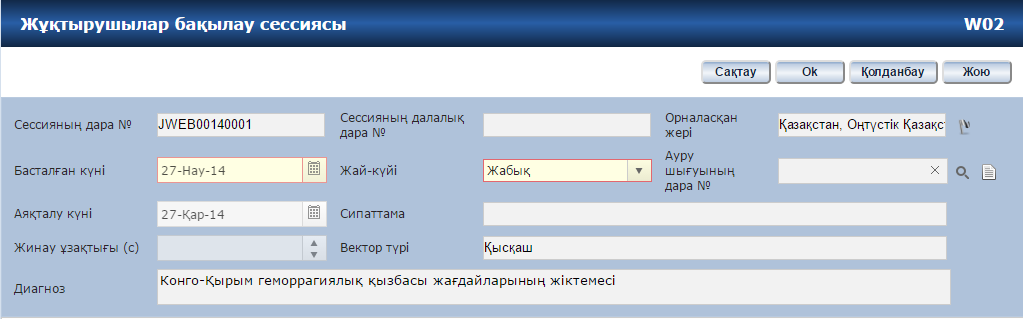 Жұқтырушылар бақылау сессиясы W02
Сақтау Ok Қолданбау Жою
Сессияның дара № JWEB00140001 Сессияның далалық дара № Орналасқан жері Қазақстан, Оңтүстік Қазақст
Басталған күні 27-Нау-14 Жай-күйі Жабық Ауру шығуының дара №
Аяқталу күні 27-Қар-14 Сипаттама
Жинау ұзақтығы (с) Вектор түрі Қысқаш
Диагноз Конго-Қырым геморрагиялық қызбасы жағдайларының жіктемесі